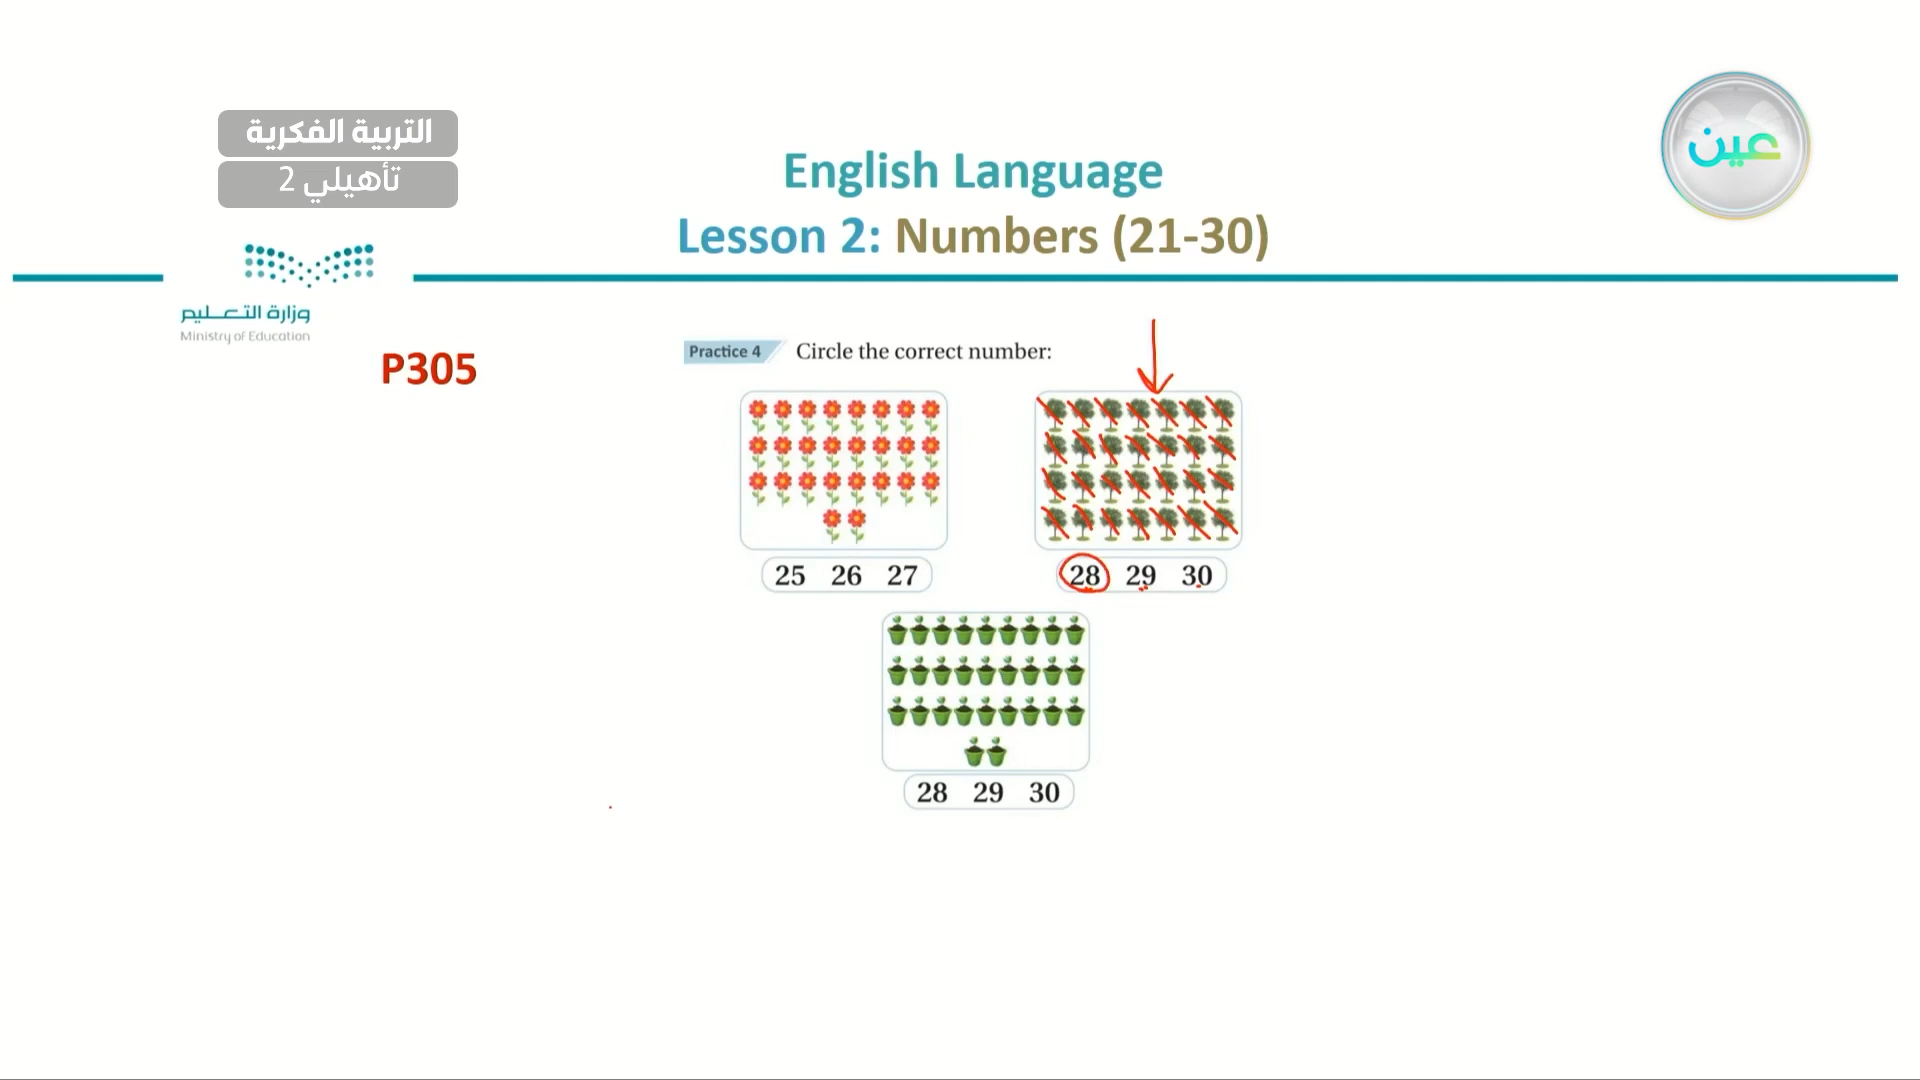 التربية الفكرية
تأهيلي 2
عين
English Language
Lesson 2: Numbers (21-30)
وزارة التعليم
Ministry of Education
P305
Practice 4 Circle the correct number:
25 26 27
28 29 30
28 29 30